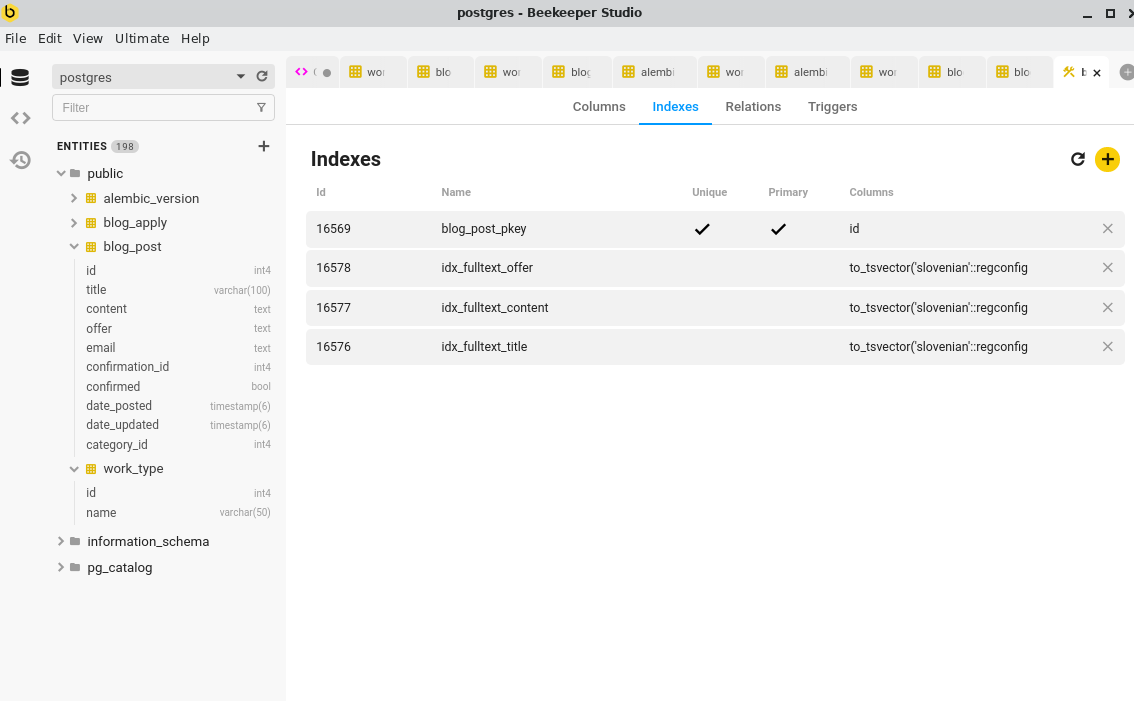 postgres - Beekeeper Studio
File Edit View Ultimate Help
postgres
Filter
ENTITIES 198
public
alembic_version
blog_apply
blog_post
id int4
title varchar(100)
content text
offer text
email text
confirmation_id int4
confirmed bool
date_posted timestamp(6)
date_updated timestamp(6)
category_id int4
work_type
id int4
name varchar(50)
information_schema
pg_catalog
wor blo wor blog alembi wor alembi wor blo blo b
Columns Indexes Relations Triggers
Indexes
Id Name Unique Primary Columns
16569 blog_post_pkey id
16578 idx_fulltext_offer to_tsvector('slovenian'::regconfig
16577 idx_fulltext_content to_tsvector('slovenian'::regconfig
16576 idx_fulltext_title to_tsvector('slovenian'::regconfig